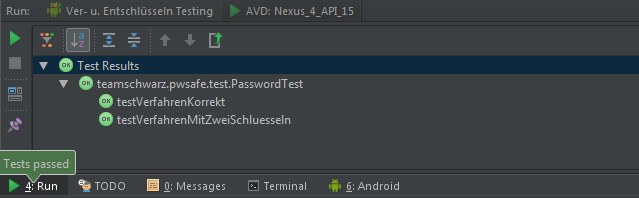 Run: Ver- u. Entschlüsseln Testing AVD: Nexus_4_API_15
OK Test Results
OK teamschwarz.pwsafe.test.PasswordTest
OK testVerfahrenKorrekt
OK testVerfahrenMitZweiSchluesseln
Tests passed
4: Run TODO 0: Messages Terminal 6: Android